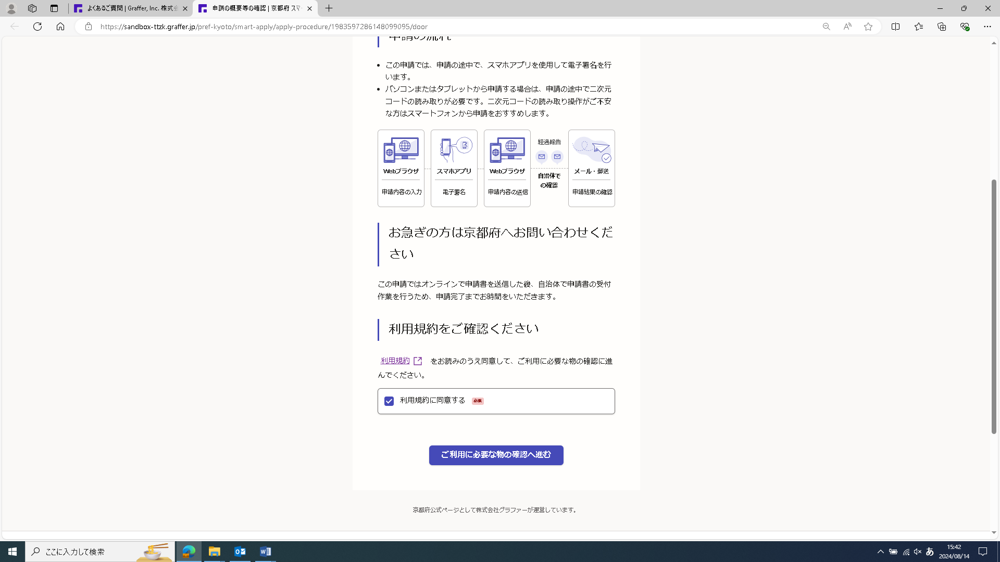 よくあるご質問 | Graffer, Inc. 株式会
申請の概要等の確認 | 京都府 スマ
https://sandbox-ttzk.graffer.jp/pref-kyoto/smart-apply/apply-procedure/1983597286148099095/door
申請の流れ
• この申請では、申請の途中で、スマホアプリを使用して電子署名を行
います。
• パソコンまたはタブレットから申請する場合は、申請の途中で二次元
コードの読み取りが必要です。二次元コードの読み取り操作がご不安
な方はスマートフォンから申請をおすすめします。
Webブラウザ
申請内容の入力
スマホアプリ
電子署名
Webブラウザ
申請内容の送信
経過報告
自治体で
の確認
メール・郵送
申請結果の確認
お急ぎの方は京都府へお問い合わせくだ
さい
この申請ではオンラインで申請書を送信した後、自治体で申請書の受付
作業を行うため、申請完了までお時間をいただきます。
利用規約をご確認ください
利用規約 をお読みのうえ同意して、ご利用に必要な物の確認に進
んでください。
利用規約に同意する 必須
ご利用に必要な物の確認へ進む
京都府公式ページとして株式会社グラファーが運営しています。
ここに入力して検索
あ
15:42
2024/08/14